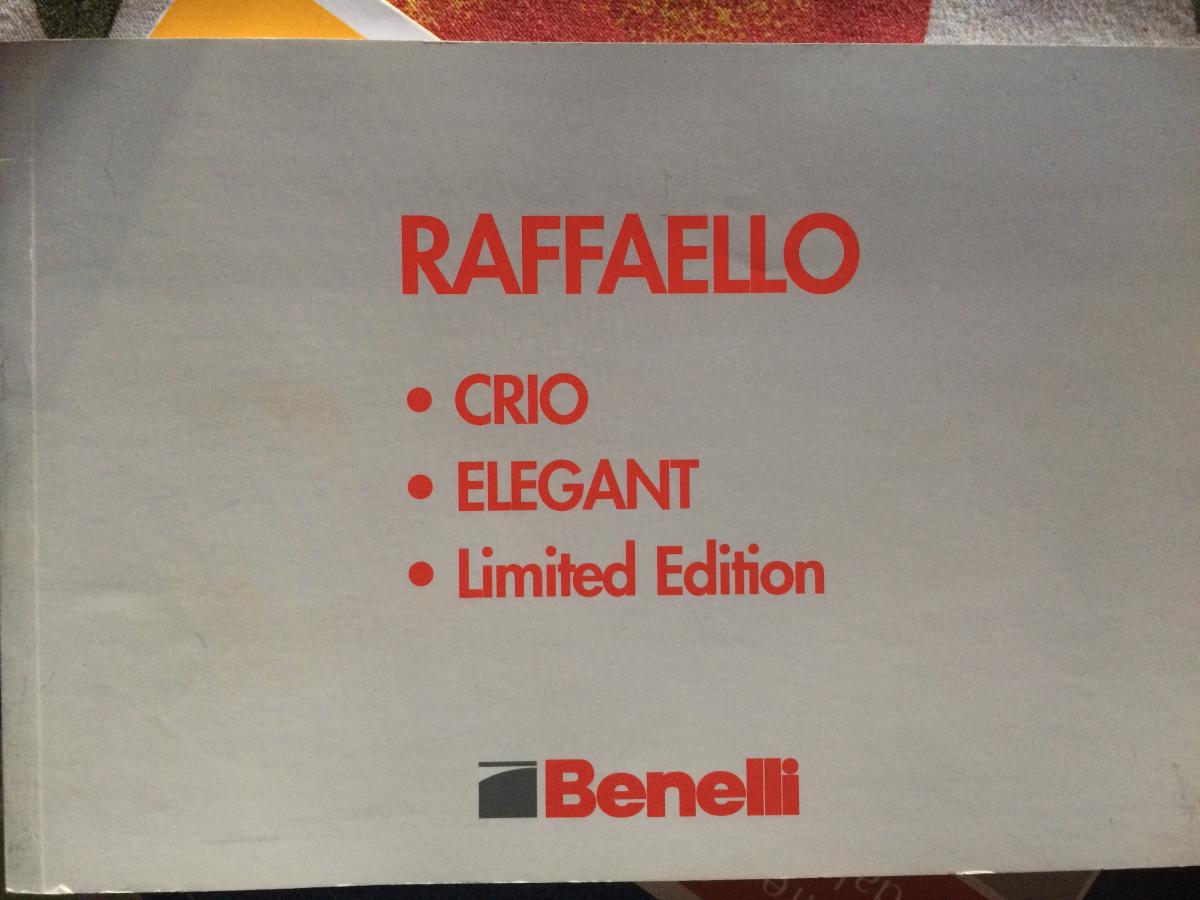 RAFFAELLO
• CRIO
• ELEGANT
• Limited Edition
Benelli